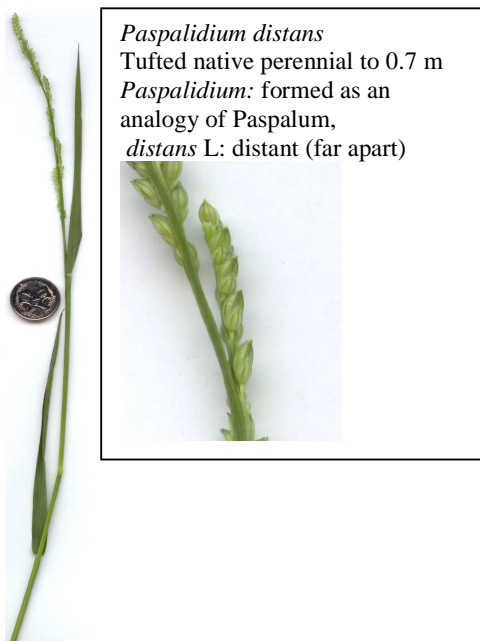 Paspalidium distans
Tufted native perennial to 0.7 m
Paspalidium: formed as an
analogy of Paspalum,
distans L: distant (far apart)